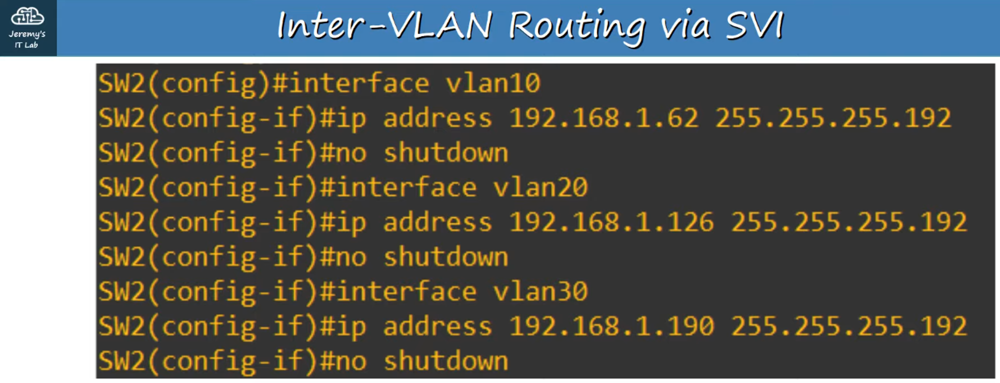 Jeremy's
IT Lab
Inter-VLAN Routing via SVI
SW2(config)#interface vlan10
SW2(config-if)#ip address 192.168.1.62 255.255.255.192
SW2(config-if)#no shutdown
SW2(config-if)#interface vlan20
SW2(config-if)#ip address 192.168.1.126 255.255.255.192
SW2(config-if)#no shutdown
SW2(config-if)#interface vlan30
SW2(config-if)#ip address 192.168.1.190 255.255.255.192
SW2(config-if)#no shutdown